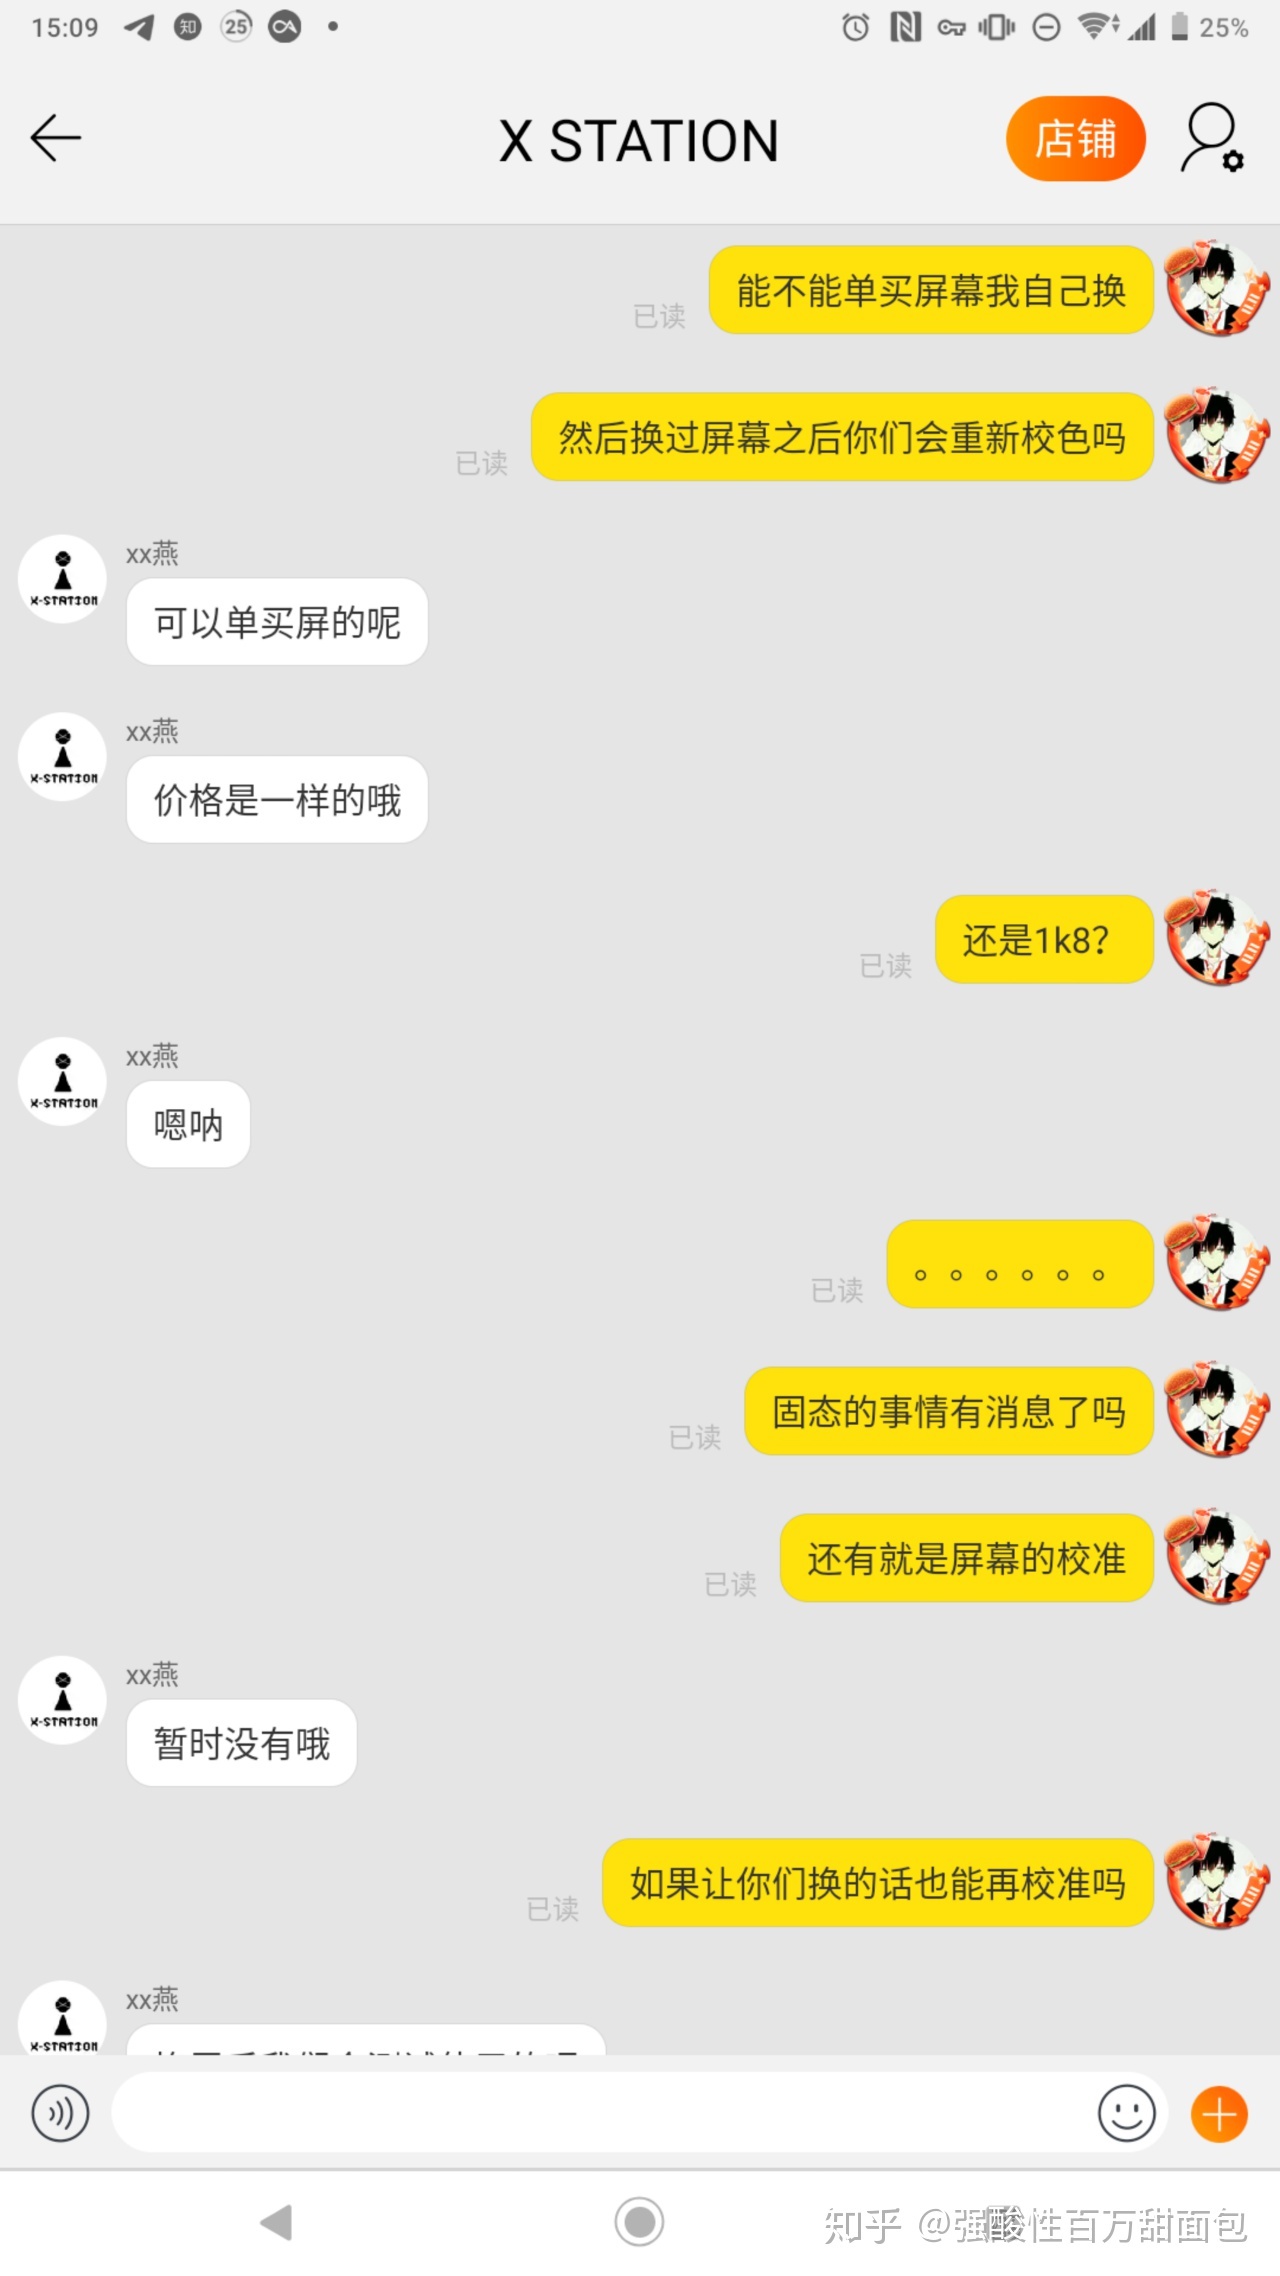 15:09 知 25 CA 25%
X STATION 店铺
能不能单买屏幕我自己换
已读
然后换过屏幕之后你们会重新校色吗
已读
xx燕
X-STATION
可以单买屏的呢
xx燕
X-STATION
价格是一样的哦
还是1k8?
已读
xx燕
X-STATION
嗯呐
。。。。。。
已读
固态的事情有消息了吗
已读
还有就是屏幕的校准
已读
xx燕
X-STATION
暂时没有哦
如果让你们换的话也能再校准吗
已读
xx燕
X-STATION
知乎 @强酸性百万甜面包